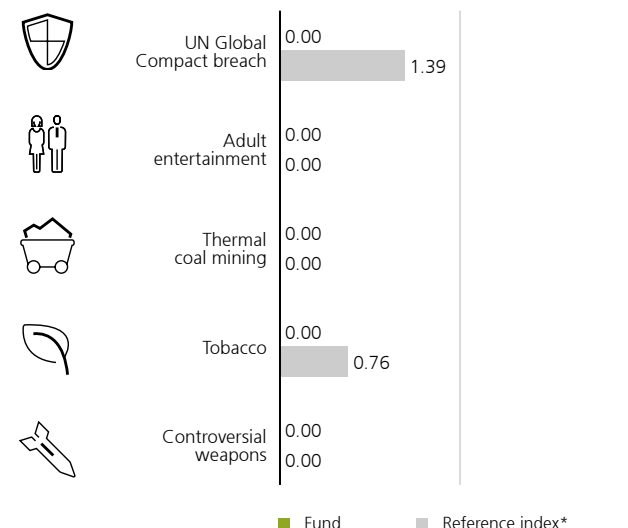 UN Global
Compact breach
0.00
1.39
Adult
entertainment
0.00
0.00
Thermal
coal mining
0.00
0.00
Tobacco
0.00
0.76
Controversial
weapons
0.00
0.00
Fund
Reference index*